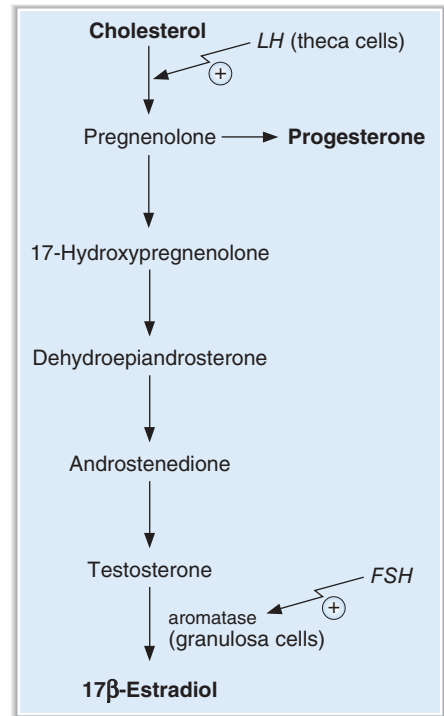 Cholesterol
LH (theca cells)
+
Pregnenolone
Progesterone
17-Hydroxypregnenolone
Dehydroepiandrosterone
Androstenedione
Testosterone
FSH
+
aromatase
(granulosa cells)
17β-Estradiol